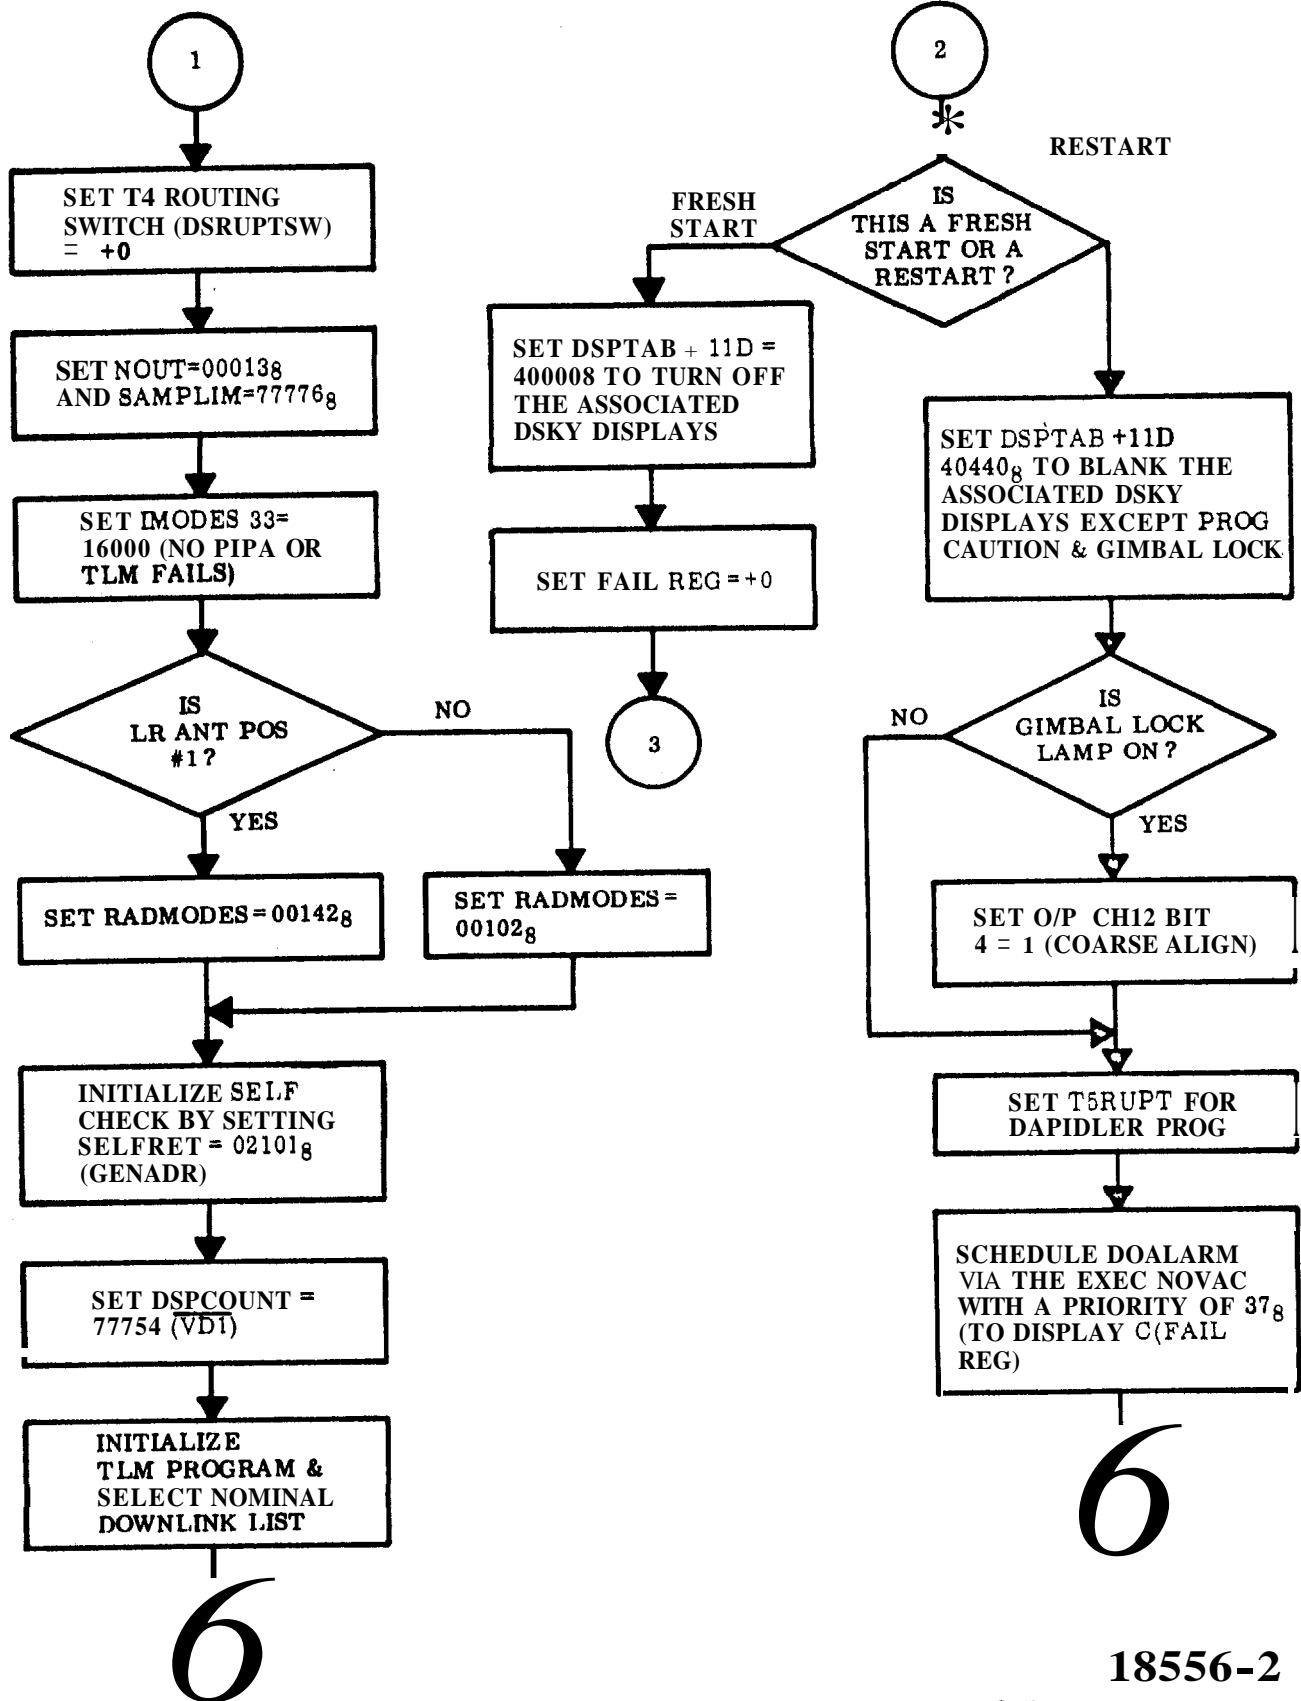 1
SET T4 ROUTING
SWITCH (DSRUPTSW)
= +0
SET NOUT=00013₈
AND SAMPLIM=77776₈
SET IMODES 33=
16000 (NO PIPA OR
TLM FAILS)
IS
LR ANT POS
#1?
NO
YES
SET RADMODES=00142₈
SET RADMODES=
00102₈
INITIALIZE SELF
CHECK BY SETTING
SELFRET = 02101₈
(GENADR)
SET DSPCOUNT =
77754 (VD1)
INITIALIZE
TLM PROGRAM &
SELECT NOMINAL
DOWNLINK LIST
6
2
*
RESTART
FRESH
START
IS
THIS A FRESH
START OR A
RESTART?
SET DSPTAB + 11D =
400008 TO TURN OFF
THE ASSOCIATED
DSKY DISPLAYS
SET FAIL REG=+0
3
SET DSPTAB +11D
40440₈ TO BLANK THE
ASSOCIATED DSKY
DISPLAYS EXCEPT PROG
CAUTION & GIMBAL LOCK
IS
GIMBAL LOCK
LAMP ON?
NO
YES
SET O/P CH12 BIT
4 = 1 (COARSE ALIGN)
SET T5RUPT FOR
DAPIDLER PROG
SCHEDULE DOALARM
VIA THE EXEC NOVAC
WITH A PRIORITY OF 37₈
(TO DISPLAY C(FAIL
REG)
6
18556-2